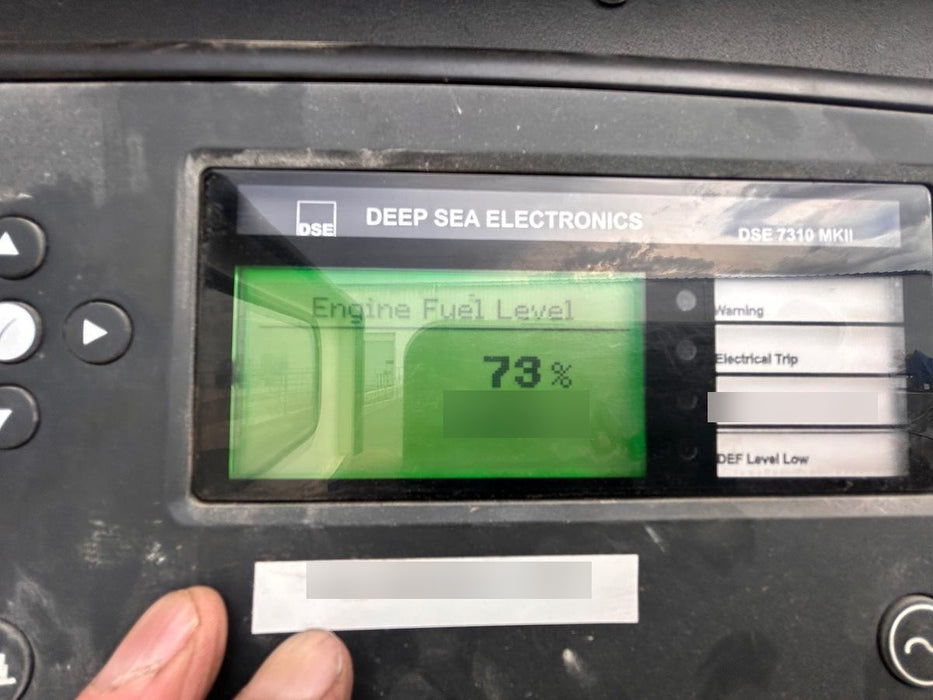 DSE
DEEP SEA ELECTRONICS
DSE 7310 MKII
Engine Fuel Level
73%
Warning
Electrical Trip
DEF Level Low